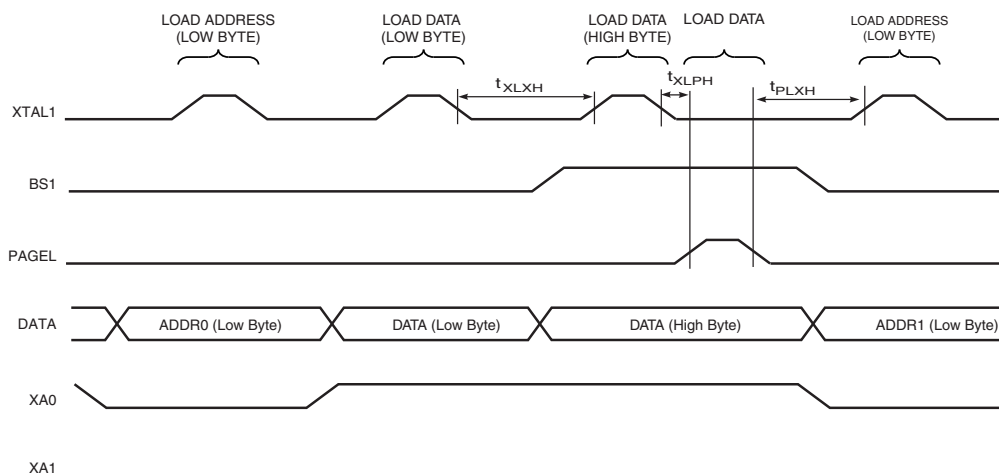 LOAD ADDRESS
(LOW BYTE)
LOAD DATA
(LOW BYTE)
LOAD DATA
(HIGH BYTE)
LOAD DATA
LOAD ADDRESS
(LOW BYTE)
tXLXH
tXLPH
tPLXH
XTAL1
BS1
PAGEL
DATA
ADDR0 (Low Byte)
DATA (Low Byte)
DATA (High Byte)
ADDR1 (Low Byte)
XA0
XA1